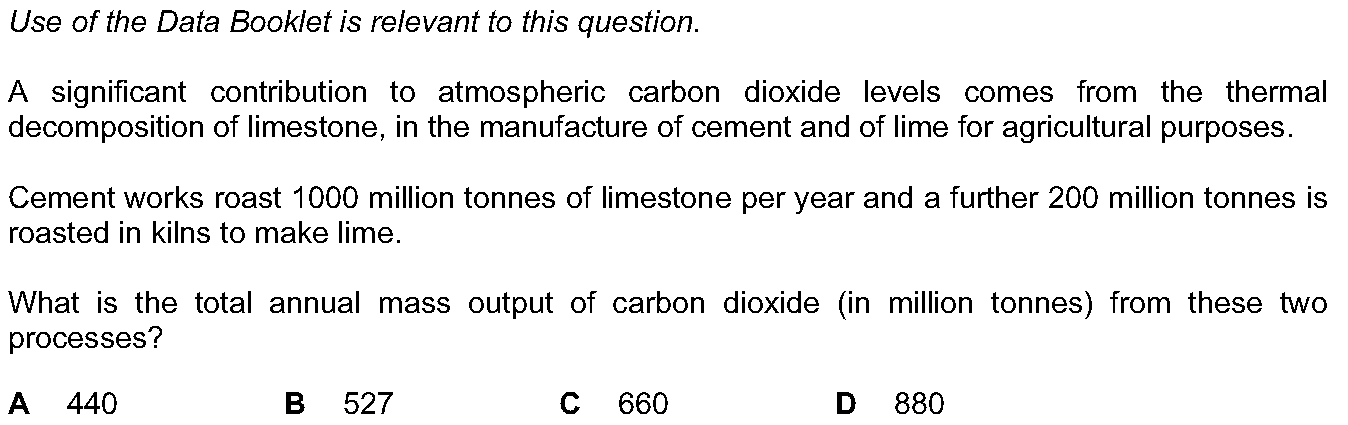 Use of the Data Booklet is relevant to this question.
A significant contribution to atmospheric carbon dioxide levels comes from the thermal
decomposition of limestone, in the manufacture of cement and of lime for agricultural purposes.
Cement works roast 1000 million tonnes of limestone per year and a further 200 million tonnes is
roasted in kilns to make lime.
What is the total annual mass output of carbon dioxide (in million tonnes) from these two
processes?
A 440 B 527 C 660 D 880